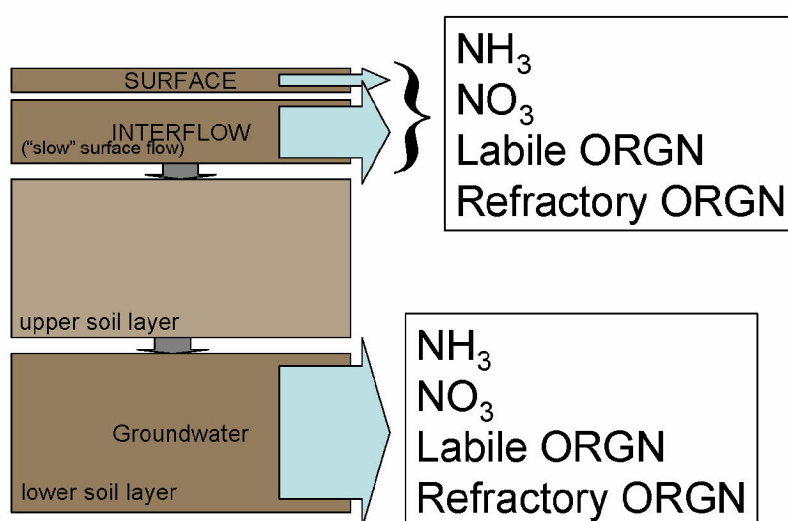 SURFACE
INTERFLOW
("slow" surface flow)
NH₃
NO₃
Labile ORGN
Refractory ORGN
upper soil layer
Groundwater
lower soil layer
NH₃
NO₃
Labile ORGN
Refractory ORGN